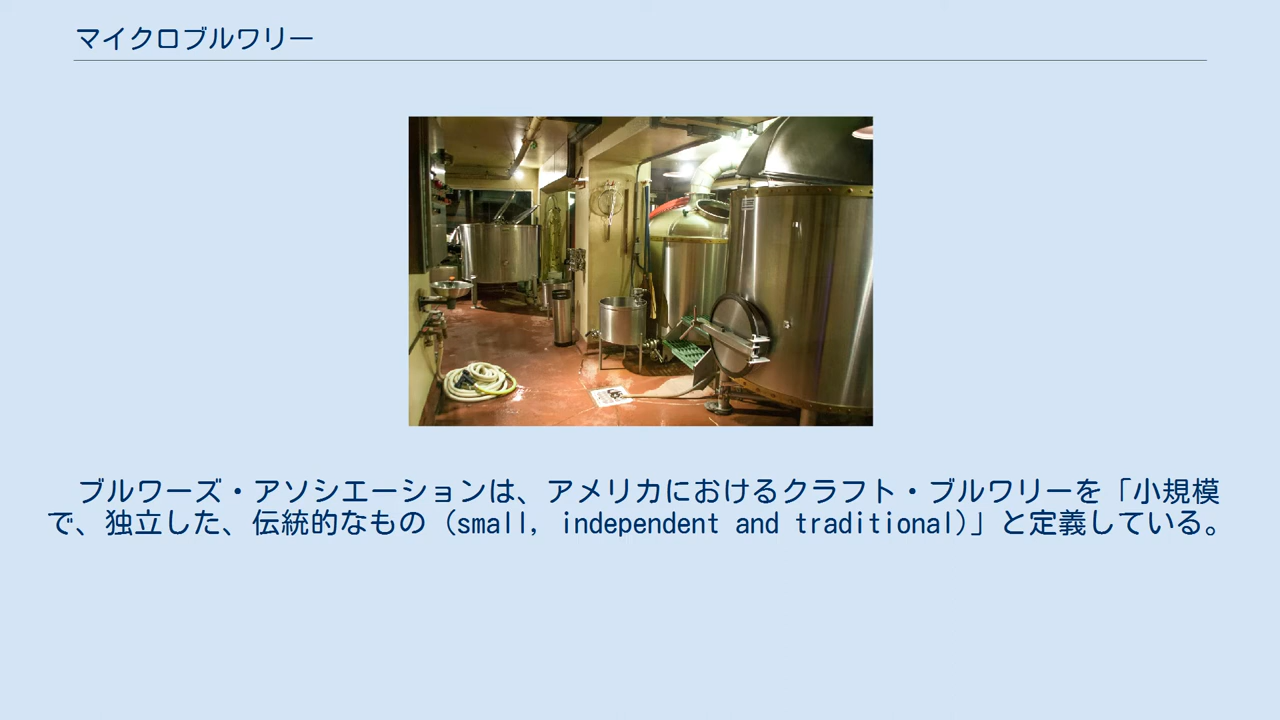 マイクロブルワリー
ブルワーズ・アソシエーションは、アメリカにおけるクラフト・ブルワリーを「小規模
で、独立した、伝統的なもの（small, independent and traditional)」と定義している。